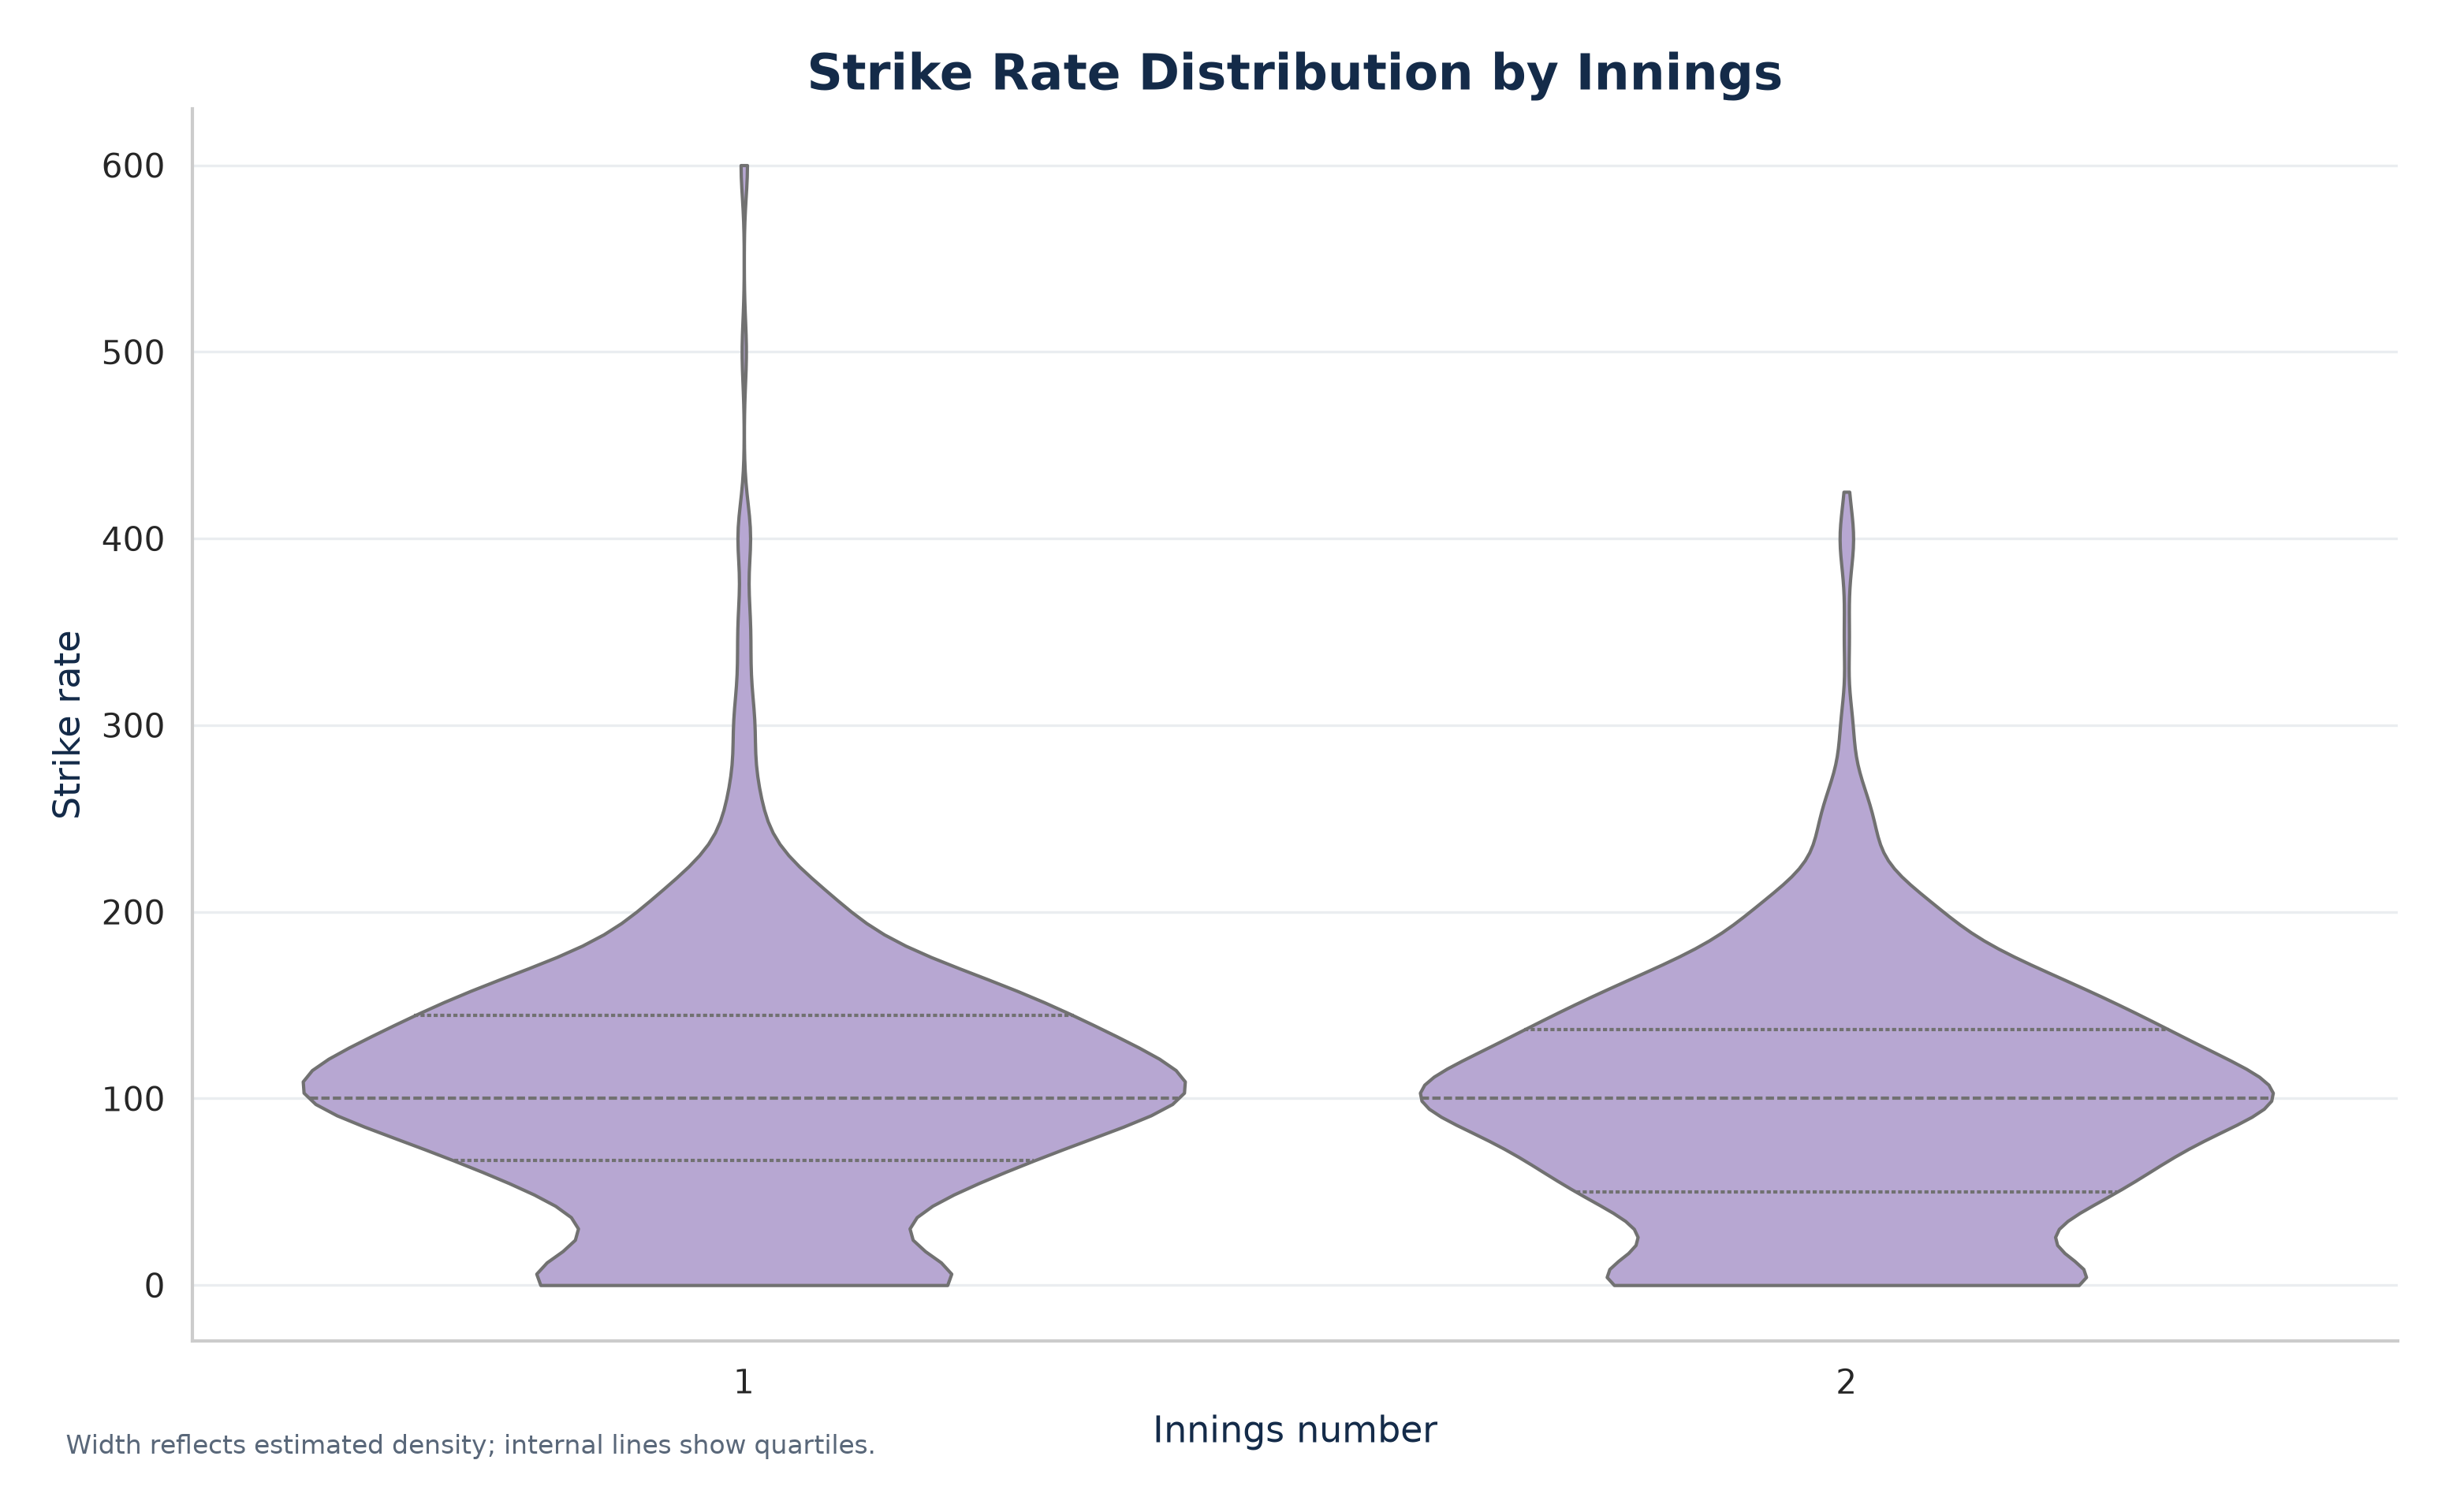 Strike Rate Distribution by Innings
600
500
400
300
200
100
0
Strike rate
1
2
Innings number
Width reflects estimated density; internal lines show quartiles.